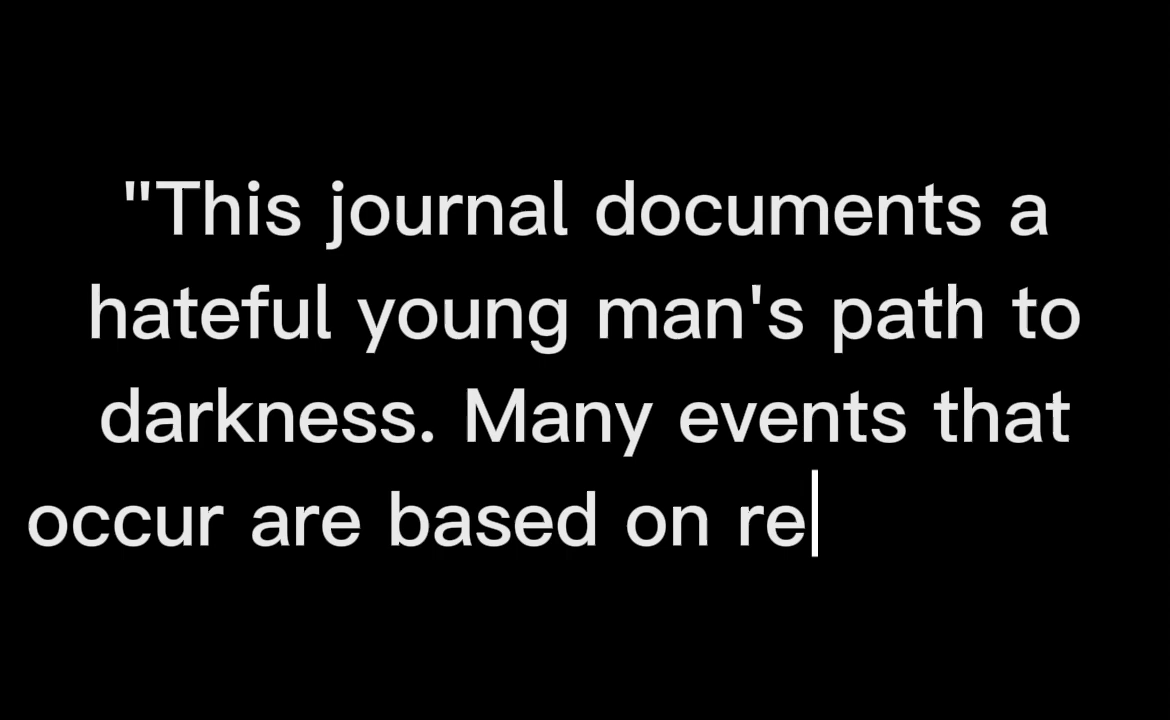 "This journal documents a
hateful young man's path to
darkness. Many events that
occur are based on re